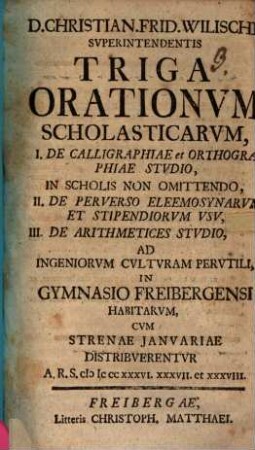 D. CHRISTIAN. FRID. WILISCHI
SVPERINTENDENTIS
TRIGA
ORATIONVM
SCHOLASTICARVM,
I. DE CALLIGRAPHIAE et ORTHOGRA
PHIAE STVDIO,
IN SCHOLIS NON OMITTENDO,
II. DE PERVERSO ELEEMOSYNARVM
ET STIPENDIORVM VSV,
III. DE ARITHMETICES STVDIO,
AD
INGENIORVM CVLTVRAM PERVTILI,
IN
GYMNASIO FREIBERGENSI
HABITARVM,
CVM
STRENAE JANVARIAE
DISTRIBVERENTVR
A. R. S. cIɔ Iɔ cc XXXVI. XXXVII. et XXXVIII.
FREIBERGAE,
Litteris CHRISTOPH. MATTHAEI.